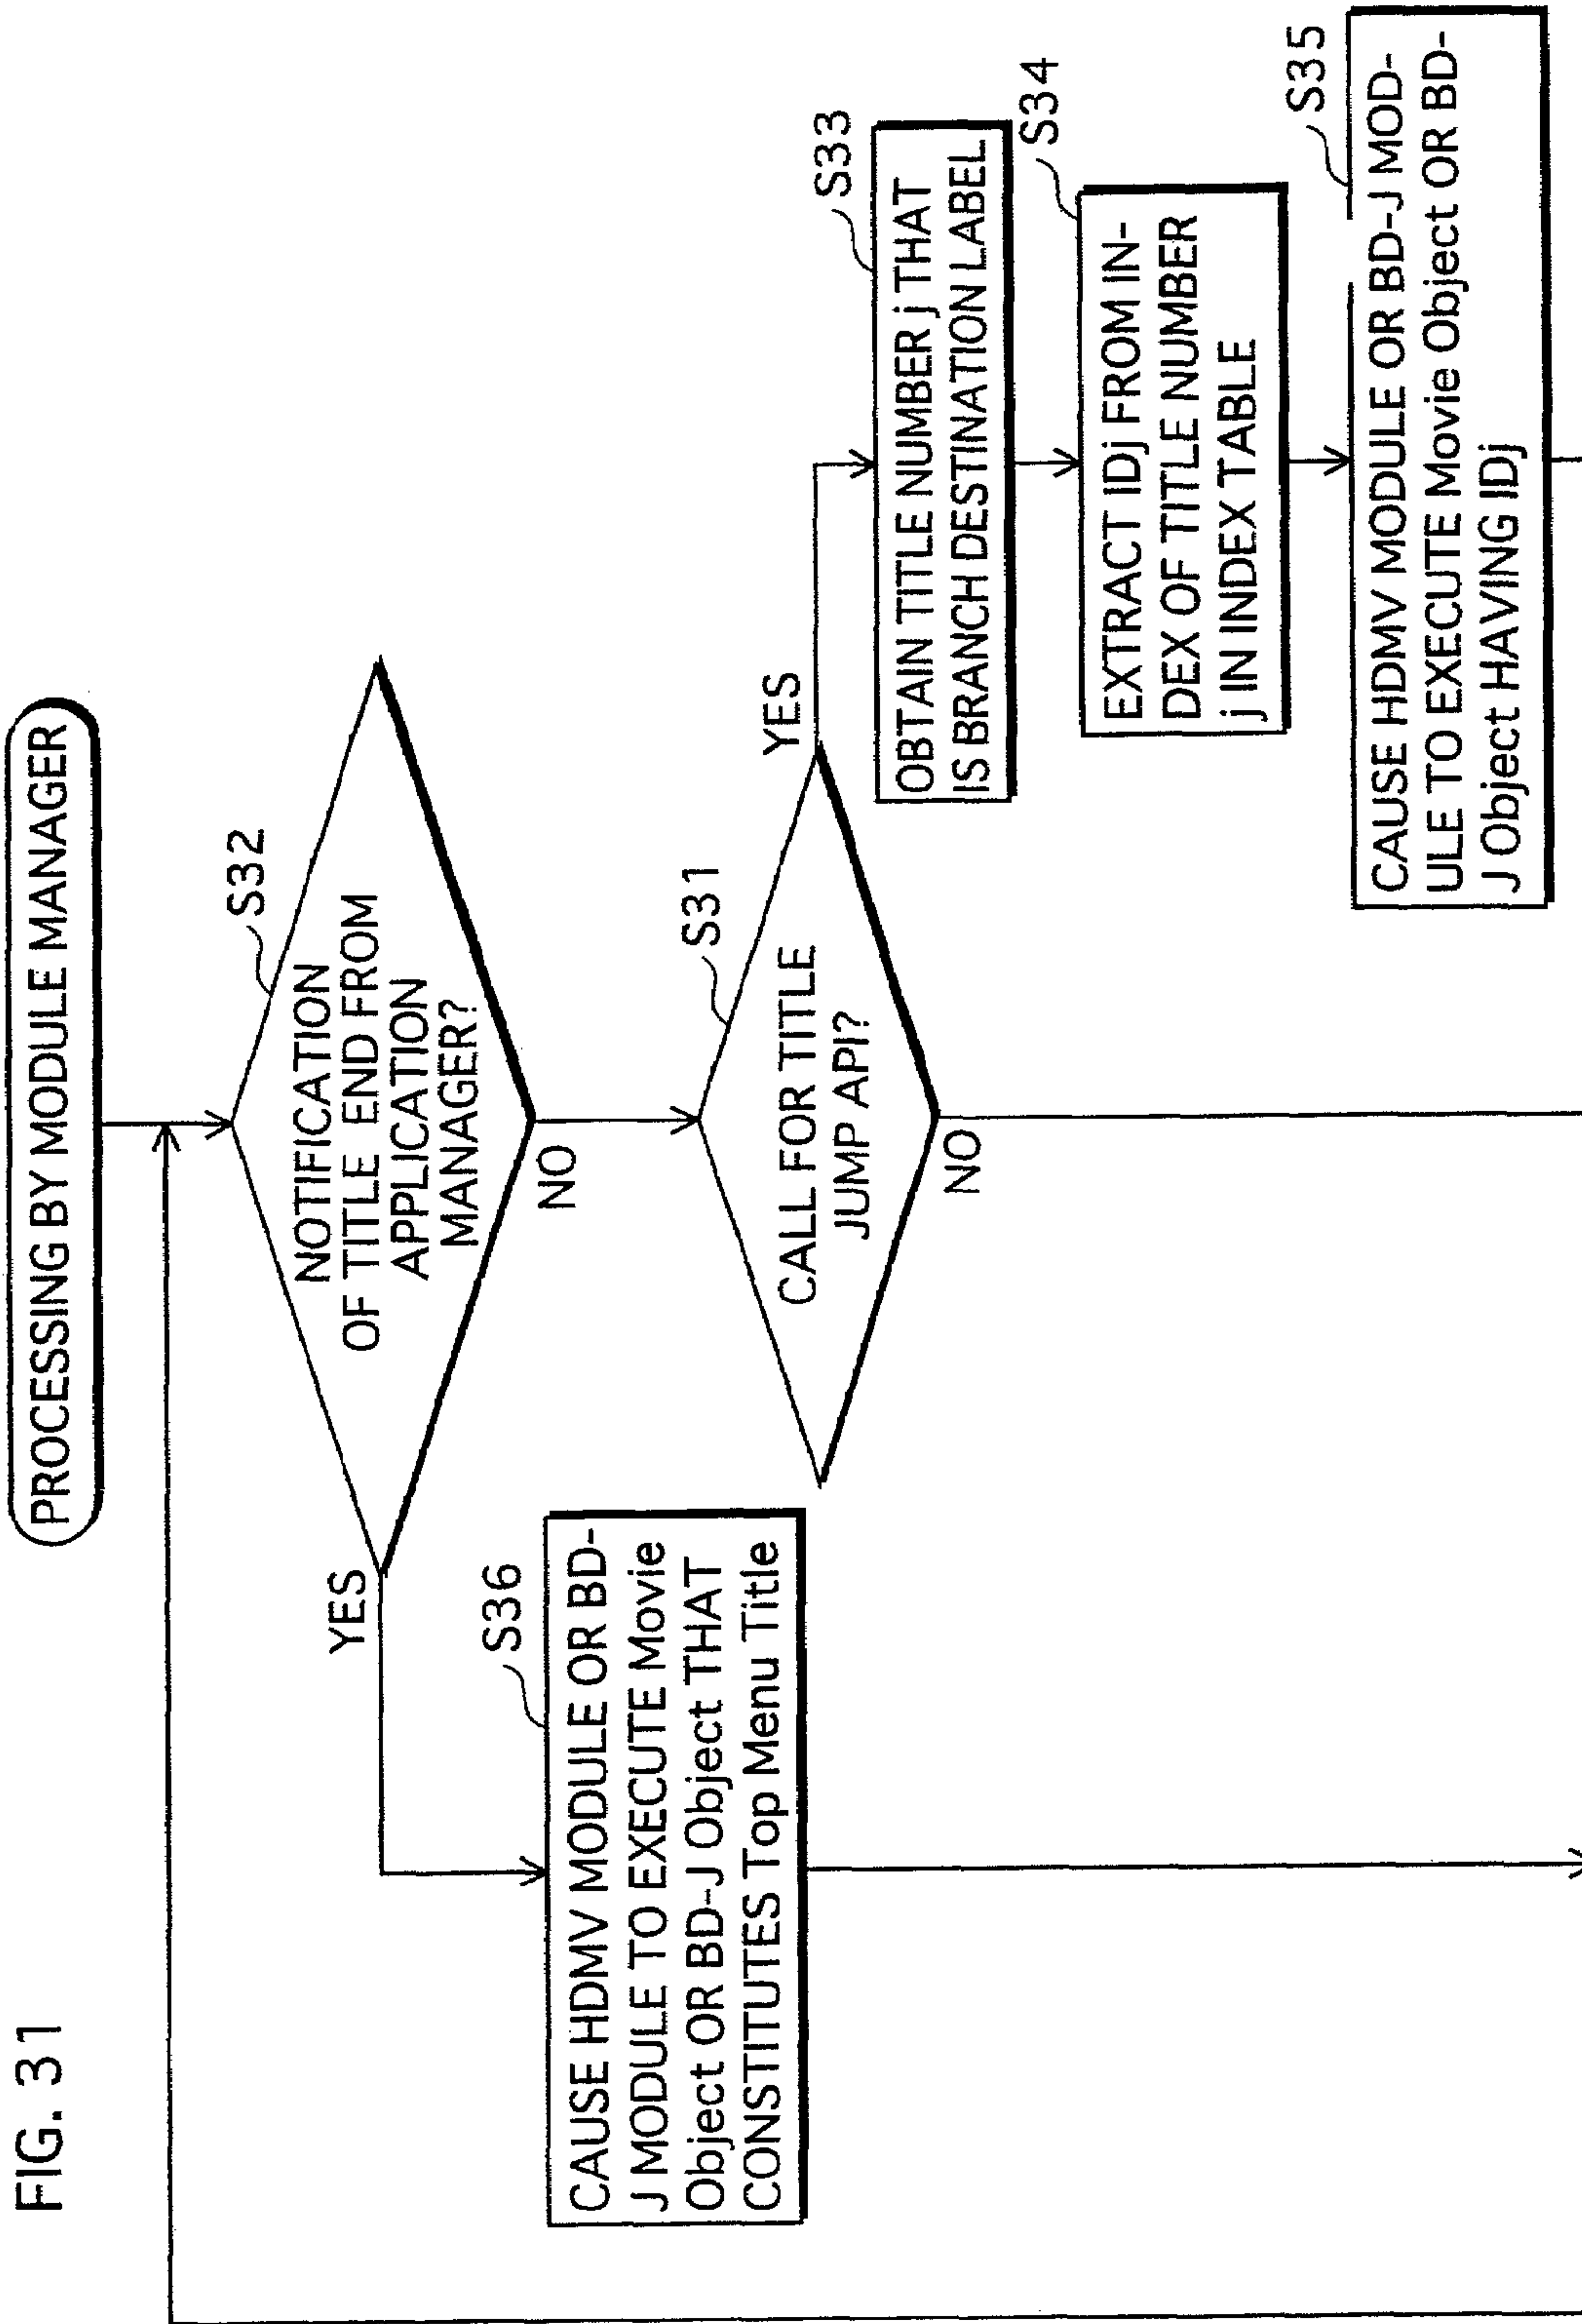 FIG. 31
PROCESSING BY MODULE MANAGER
S32
NOTIFICATION
OF TITLE END FROM
APPLICATION
MANAGER?
YES
NO
S36
CAUSE HDMV MODULE OR BD-
J MODULE TO EXECUTE Movie
Object OR BD-J Object THAT
CONSTITUTES Top Menu Title
S31
CALL FOR TITLE
JUMP API?
YES
NO
S33
OBTAIN TITLE NUMBER j THAT
IS BRANCH DESTINATION LABEL
S34
EXTRACT IDj FROM IN-
DEX OF TITLE NUMBER
j IN INDEX TABLE
S35
CAUSE HDMV MODULE OR BD-J MOD-
ULE TO EXECUTE Movie Object OR BD-
J Object HAVING IDj